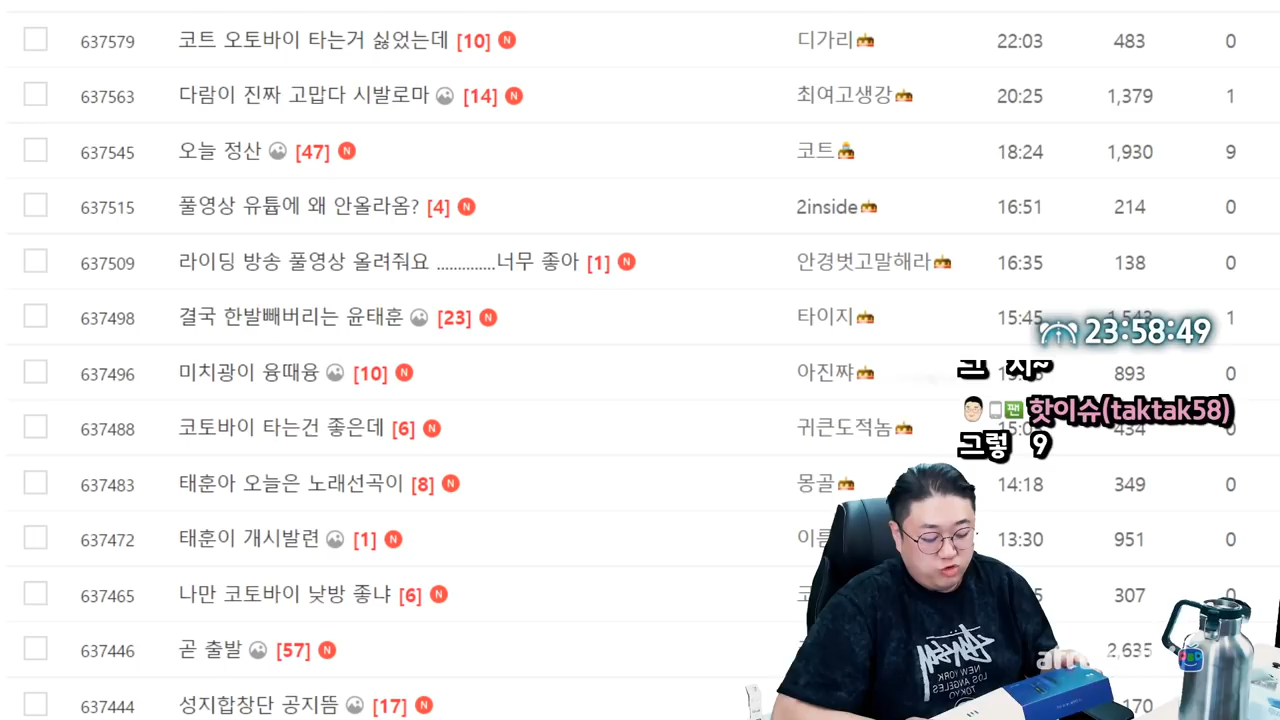 637579 코트 오토바이 타는거 싫었는데 [10] N 디가리 22:03 483 0
637563 다람이 진짜 고맙다 시발로마 [14] N 최여고생강 20:25 1,379 1
637545 오늘 정산 [47] N 코트 18:24 1,930 9
637515 풀영상 유튭에 왜 안올라옴? [4] N 2inside 16:51 214 0
637509 라이딩 방송 풀영상 올려줘요 ..............너무 좋아 [1] N 안경벗고말해라 16:35 138 0
637498 결국 한발빼버리는 윤태훈 [23] N 타이지 15:45 1
23:58:49
637496 미치광이 융때융 [10] N 아진쨔 893 0
팬 핫이슈(taktak58)
637488 코토바이 타는건 좋은데 [6] N 귀큰도적놈 434
그렇 9
637483 태훈아 오늘은 노래선곡이 [8] N 몽골 14:18 349 0
637472 태훈이 개시발련 [1] N 13:30 951 0
637465 나만 코토바이 낮방 좋냐 [6] N 307 0
637446 곧 출발 [57] N 2,635
637444 성지합창단 공지뜸 [17] N 170 0
NEW YORK
LOS ANGELES
TOKYO